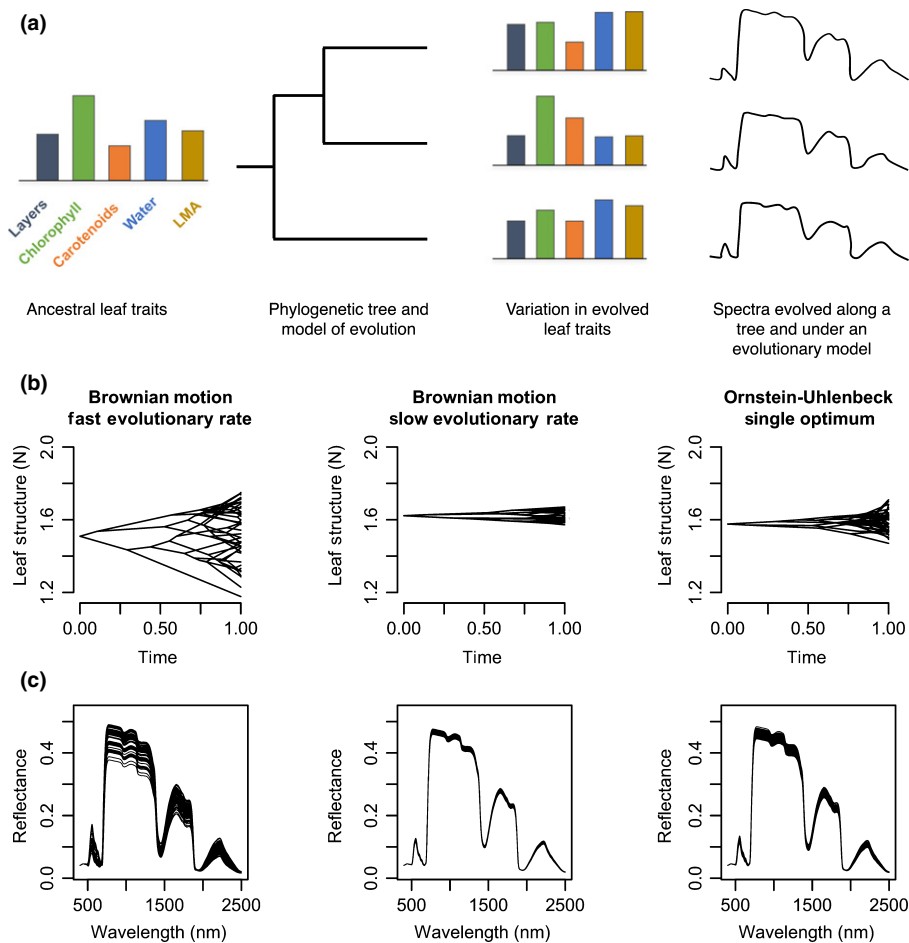 (a)
Layers
Chlorophyll
Carotenoids
Water
LMA
Ancestral leaf traits
Phylogenetic tree and
model of evolution
Variation in evolved
leaf traits
Spectra evolved along a
tree and under an
evolutionary model
(b)
Brownian motion
fast evolutionary rate
Brownian motion
slow evolutionary rate
Ornstein-Uhlenbeck
single optimum
Leaf structure (N)
2.0
1.6
1.2
0.00 0.50 1.00
Time
Leaf structure (N)
2.0
1.6
1.2
0.00 0.50 1.00
Time
Leaf structure (N)
2.0
1.6
1.2
0.00 0.50 1.00
Time
(c)
Reflectance
0.4
0.2
0.0
500 1500 2500
Wavelength (nm)
Reflectance
0.4
0.2
0.0
500 1500 2500
Wavelength (nm)
Reflectance
0.4
0.2
0.0
500 1500 2500
Wavelength (nm)